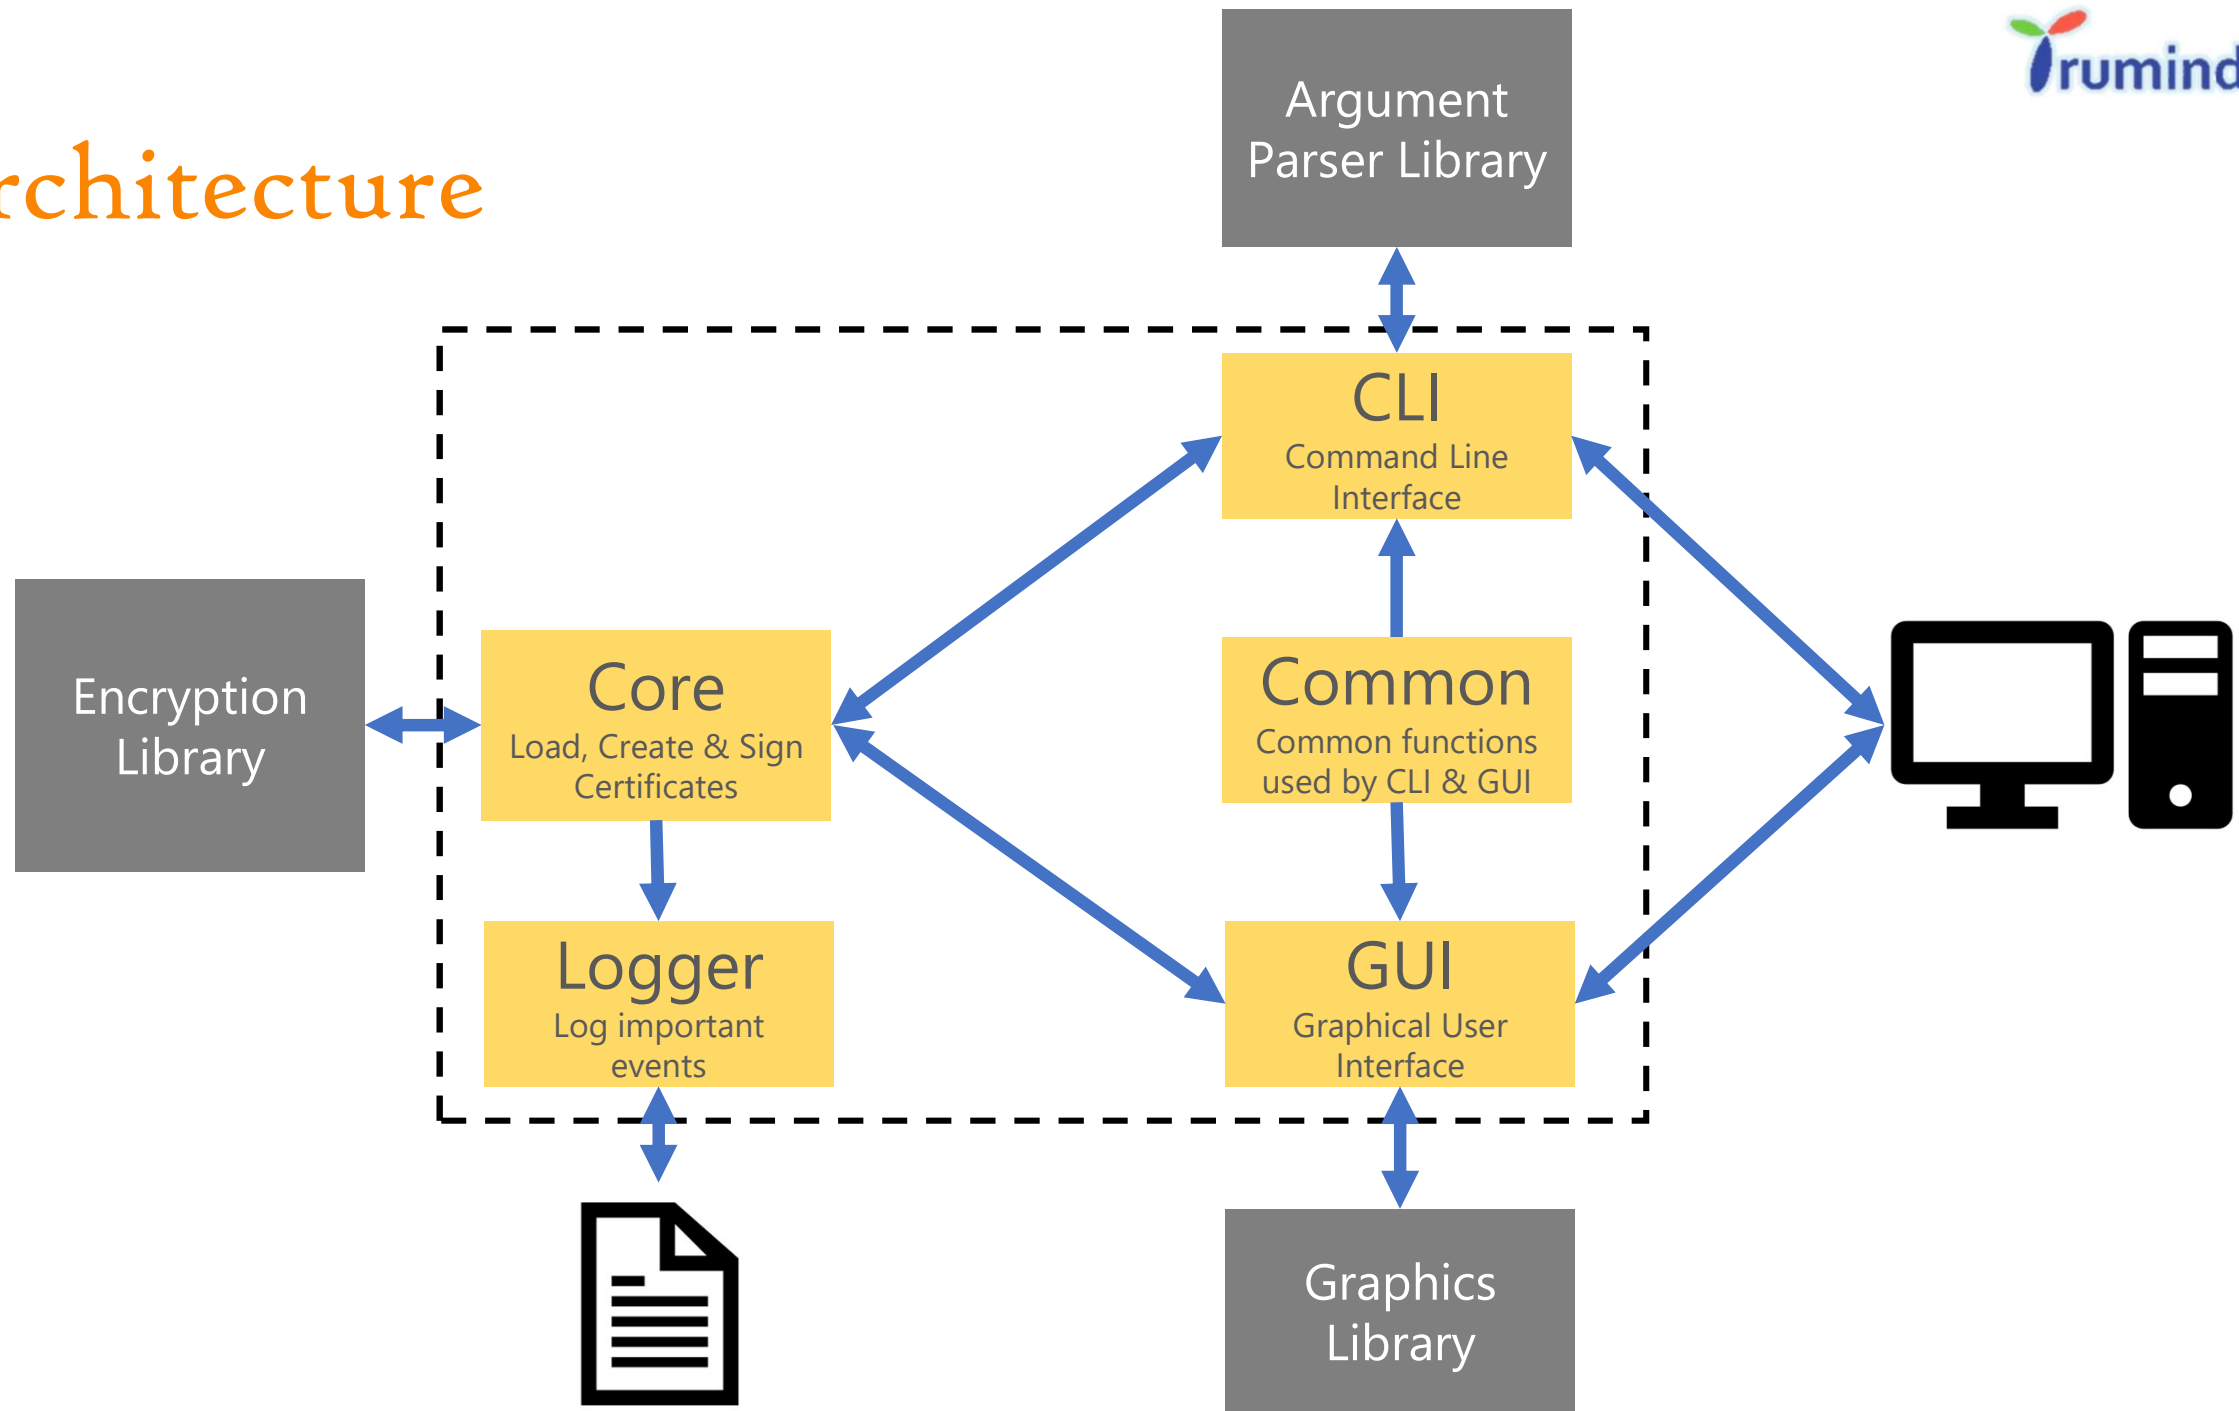 Trumind
Argument
Parser Library
rchitecture
CLI
Command Line
Interface
Encryption
Library
Core
Load, Create & Sign
Certificates
Common
Common functions
used by CLI & GUI
Logger
Log important
events
GUI
Graphical User
Interface
Graphics
Library